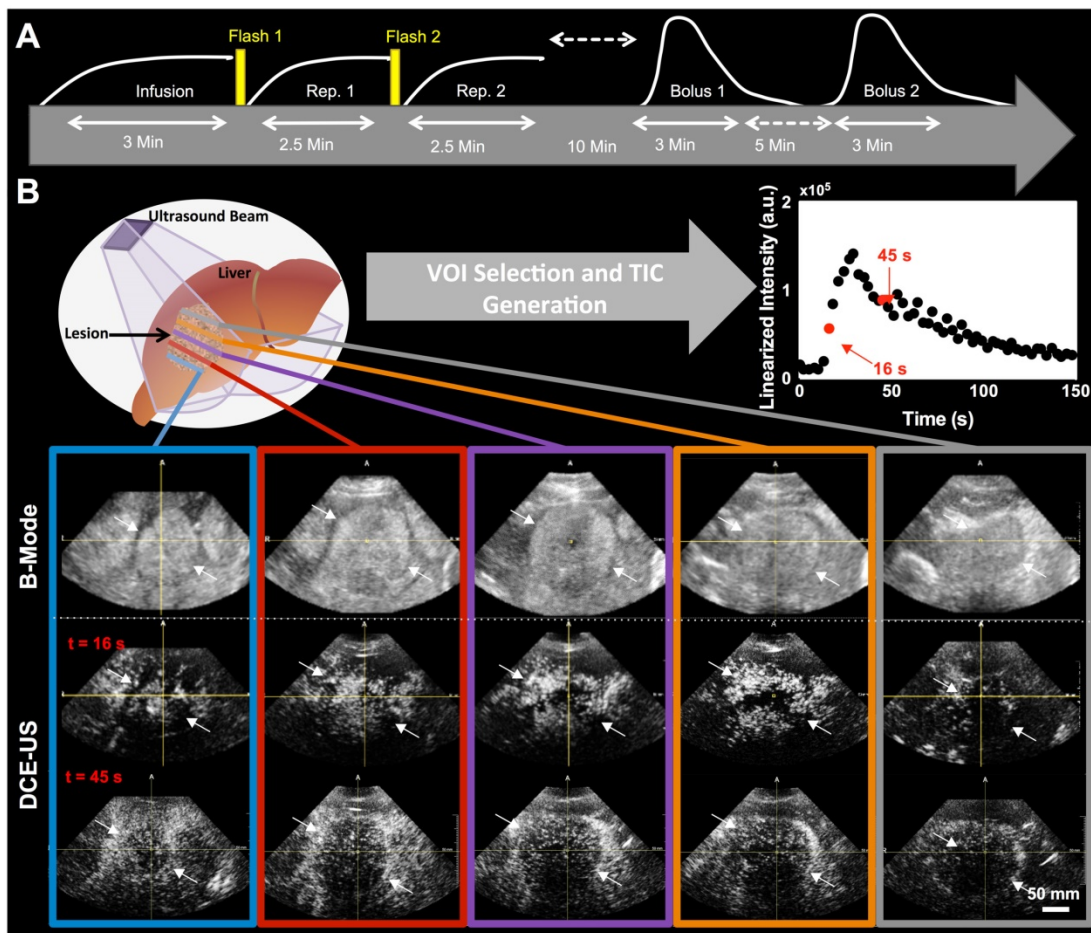 A
Flash 1
Flash 2
Infusion
Rep. 1
Rep. 2
Bolus 1
Bolus 2
3 Min
2.5 Min
2.5 Min
10 Min
3 Min
5 Min
3 Min
B
Ultrasound Beam
Liver
Lesion
VOI Selection and TIC
Generation
Linearized Intensity (a.u.)
2
x 10⁵
1
0
45 s
16 s
0
50
100
150
Time (s)
B-Mode
A
A
A
A
A
R
DCE-US
t = 16 s
A
A
A
A
A
t = 45 s
A
A
A
A
A
50 mm